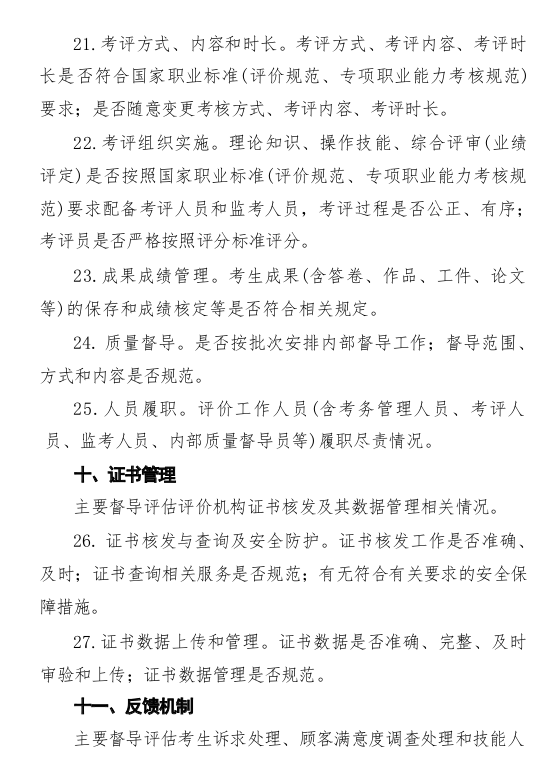 21.考评方式、内容和时长。考评方式、考评内容、考评时
长是否符合国家职业标准(评价规范、专项职业能力考核规范)
要求；是否随意变更考核方式、考评内容、考评时长。
22.考评组织实施。理论知识、操作技能、综合评审(业绩
评定)是否按照国家职业标准(评价规范、专项职业能力考核规
范)要求配备考评人员和监考人员，考评过程是否公正、有序；
考评员是否严格按照评分标准评分。
23.成果成绩管理。考生成果(含答卷、作品、工件、论文
等)的保存和成绩核定等是否符合相关规定。
24. 质量督导。是否按批次安排内部督导工作；督导范围、
方式和内容是否规范。
25.人员履职。评价工作人员(含考务管理人员、考评人
员、监考人员、内部质量督导员等)履职尽责情况。
十、证书管理
主要督导评估评价机构证书核发及其数据管理相关情况。
26. 证书核发与查询及安全防护。证书核发工作是否准确、
及时；证书查询相关服务是否规范；有无符合有关要求的安全保
障措施。
27.证书数据上传和管理。证书数据是否准确、完整、及时
审验和上传；证书数据管理是否规范。
十一、反馈机制
主要督导评估考生诉求处理、顾客满意度调查处理和技能人